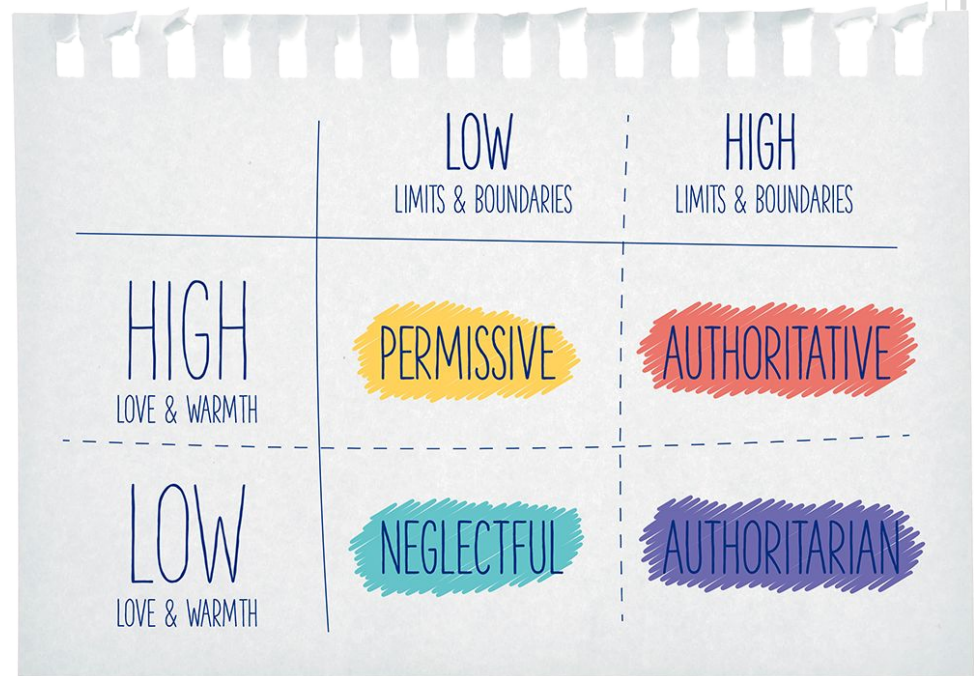 LOW
LIMITS & BOUNDARIES
HIGH
LIMITS & BOUNDARIES
HIGH
LOVE & WARMTH
PERMISSIVE
AUTHORITATIVE
LOW
LOVE & WARMTH
NEGLECTFUL
AUTHORITARIAN